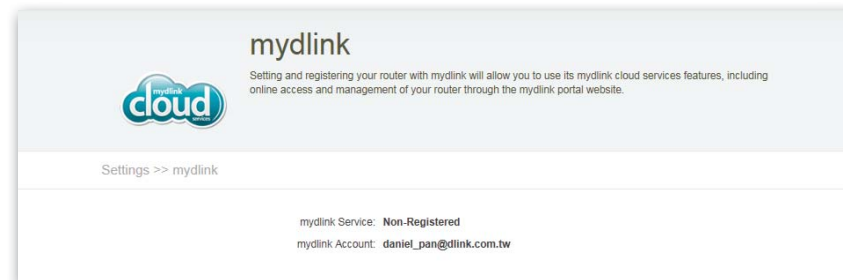 mydlink
Setting and registering your router with mydlink will allow you to use its mydlink cloud services features, including
online access and management of your router through the mydlink portal website.
mydlink
cloud
services
Settings >> mydlink
mydlink Service: Non-Registered
mydlink Account: daniel_pan@dlink.com.tw